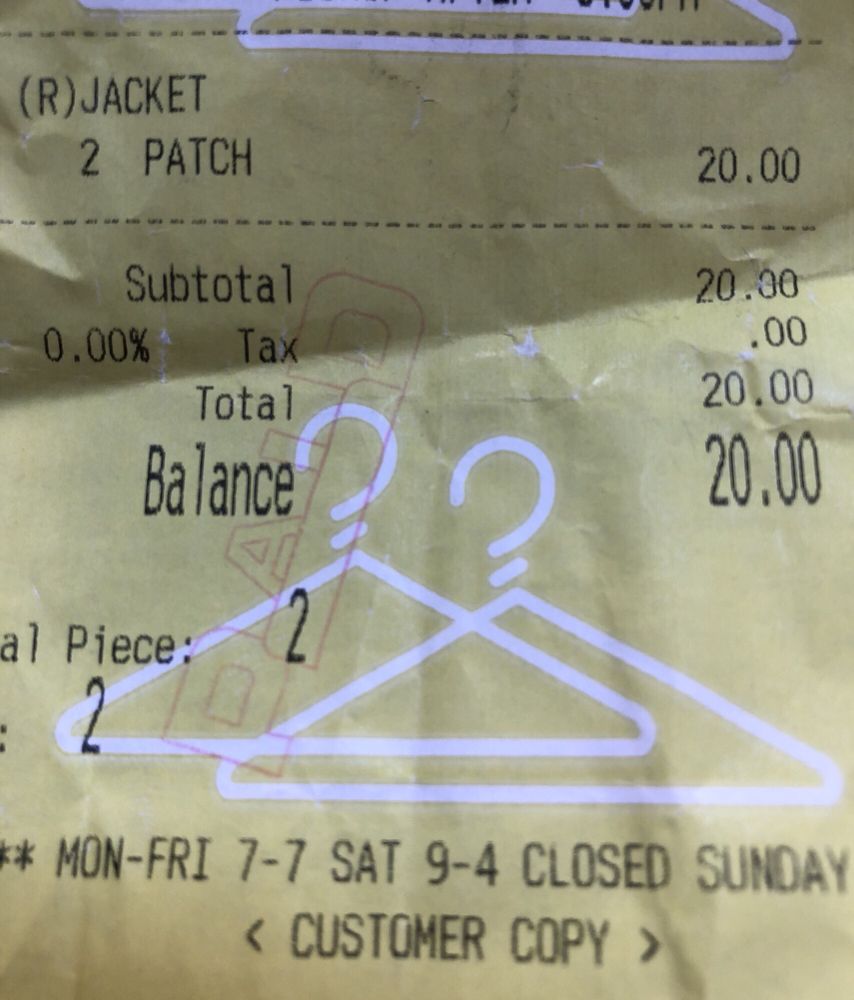 (R)JACKET
2 PATCH 20.00
Subtotal 20.00
0.00% Tax .00
Total 20.00
Balance 20.00
PAID
al Piece: 2
: 2
** MON-FRI 7-7 SAT 9-4 CLOSED SUNDAY
< CUSTOMER COPY >